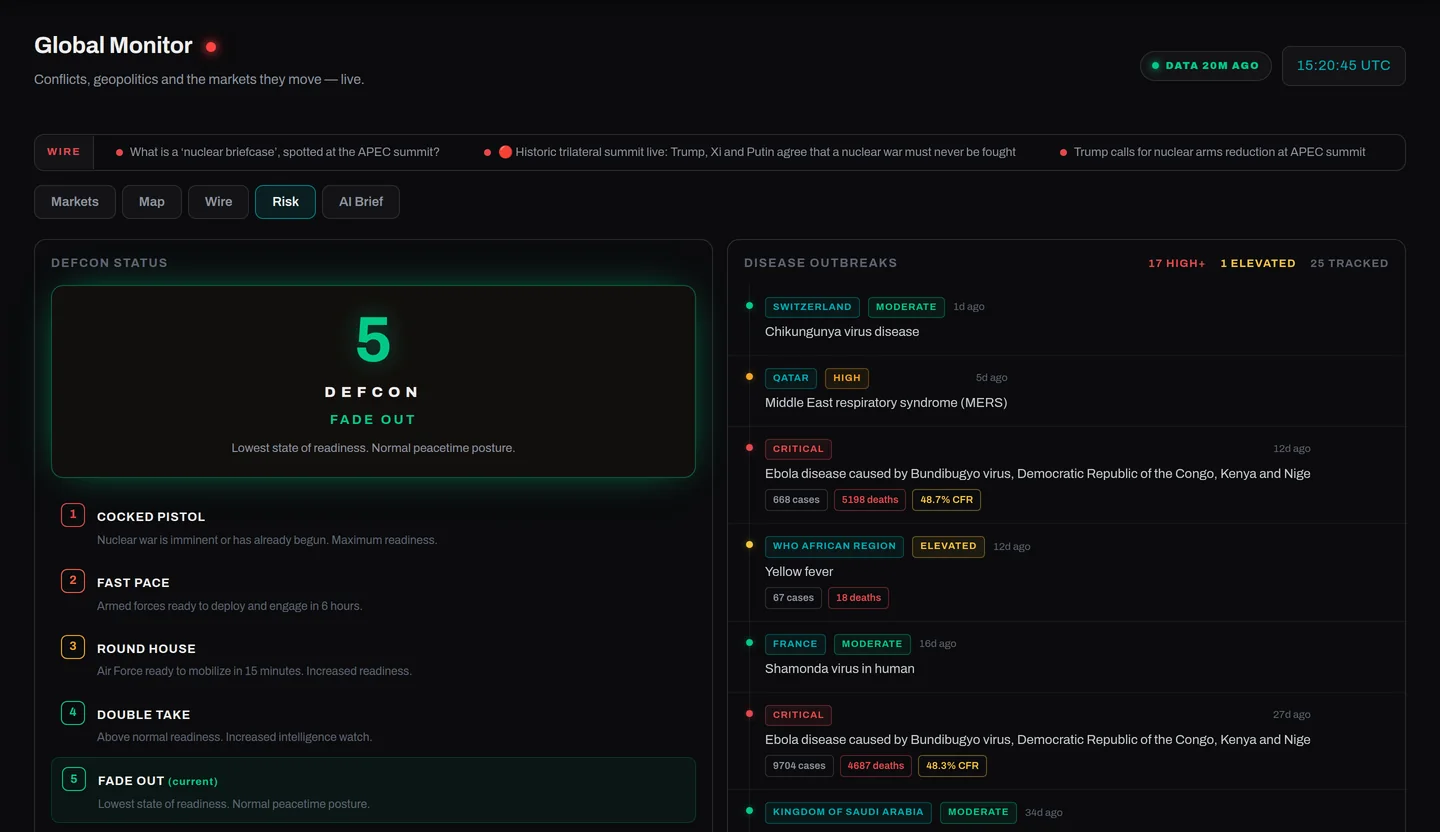 Global Monitor
Conflicts, geopolitics and the markets they move — live.
DATA 20M AGO
15:20:45 UTC
WIRE
What is a ‘nuclear briefcase’, spotted at the APEC summit?
🔴 Historic trilateral summit live: Trump, Xi and Putin agree that a nuclear war must never be fought
Trump calls for nuclear arms reduction at APEC summit
Markets
Map
Wire
Risk
AI Brief
DEFCON STATUS
5
DEFCON
FADE OUT
Lowest state of readiness. Normal peacetime posture.
1
COCKED PISTOL
Nuclear war is imminent or has already begun. Maximum readiness.
2
FAST PACE
Armed forces ready to deploy and engage in 6 hours.
3
ROUND HOUSE
Air Force ready to mobilize in 15 minutes. Increased readiness.
4
DOUBLE TAKE
Above normal readiness. Increased intelligence watch.
5
FADE OUT (current)
Lowest state of readiness. Normal peacetime posture.
DISEASE OUTBREAKS
17 HIGH+ 1 ELEVATED 25 TRACKED
SWITZERLAND MODERATE 1d ago
Chikungunya virus disease
QATAR HIGH 5d ago
Middle East respiratory syndrome (MERS)
CRITICAL 12d ago
Ebola disease caused by Bundibugyo virus, Democratic Republic of the Congo, Kenya and Nige
668 cases 5198 deaths 48.7% CFR
WHO AFRICAN REGION ELEVATED 12d ago
Yellow fever
67 cases 18 deaths
FRANCE MODERATE 16d ago
Shamonda virus in human
CRITICAL 27d ago
Ebola disease caused by Bundibugyo virus, Democratic Republic of the Congo, Kenya and Nige
9704 cases 4687 deaths 48.3% CFR
KINGDOM OF SAUDI ARABIA MODERATE 34d ago